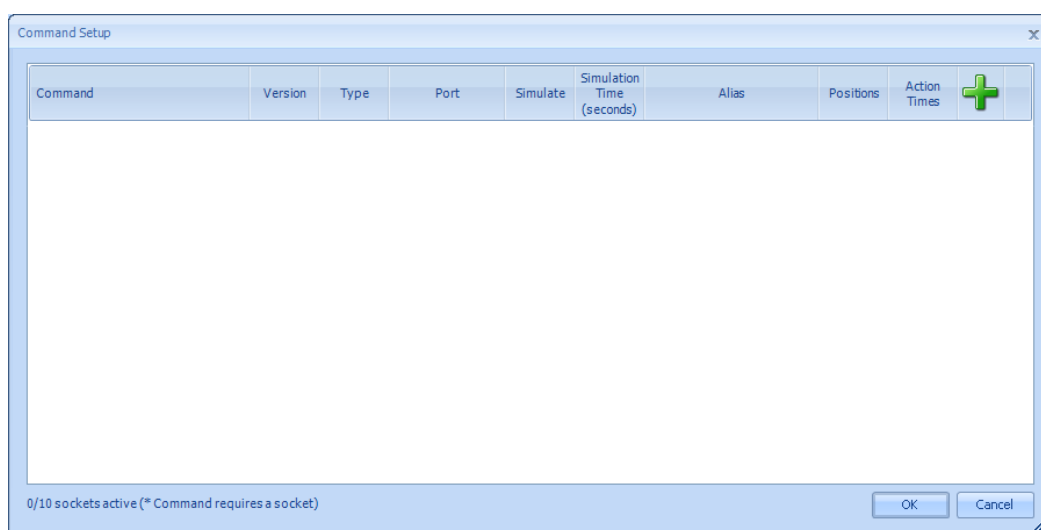 Command Setup
Command Version Type Port Simulate Simulation Time (seconds) Alias Positions Action Times
0/10 sockets active (* Command requires a socket)
OK Cancel